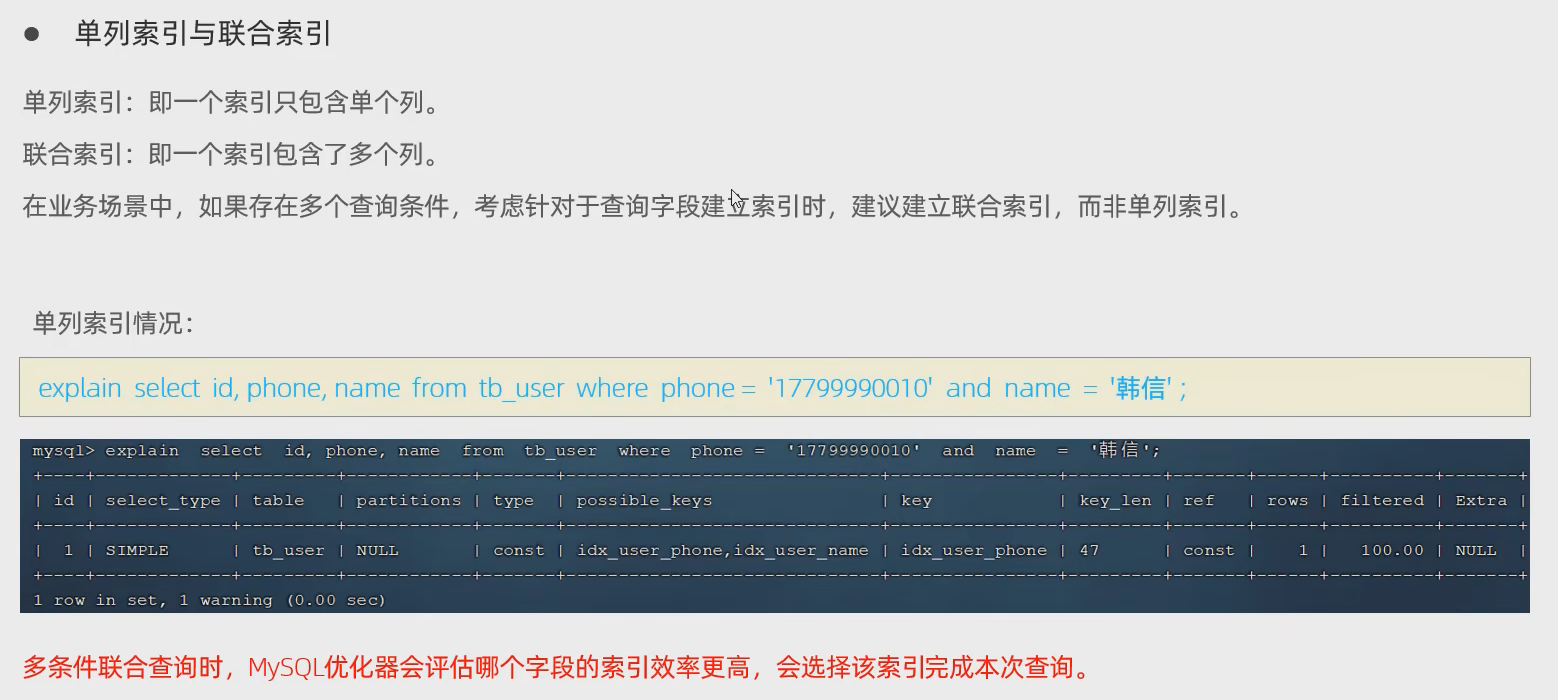 ● 单列索引与联合索引
单列索引：即一个索引只包含单个列。
联合索引：即一个索引包含了多个列。
在业务场景中，如果存在多个查询条件，考虑针对于查询字段建立索引时，建议建立联合索引，而非单列索引。
单列索引情况：
explain select id, phone, name from tb_user where phone = '17799990010' and name = '韩信' ;
mysql> explain select id, phone, name from tb_user where phone = '17799990010' and name = '韩信';
+----+-------------+---------+------------+-------+------------------------------+----------------+---------+-------+------+----------+-------+
| id | select_type | table | partitions | type | possible_keys | key | key_len | ref | rows | filtered | Extra |
+----+-------------+---------+------------+-------+------------------------------+----------------+---------+-------+------+----------+-------+
| 1 | SIMPLE | tb_user | NULL | const | idx_user_phone,idx_user_name | idx_user_phone | 47 | const | 1 | 100.00 | NULL |
+----+-------------+---------+------------+-------+------------------------------+----------------+---------+-------+------+----------+-------+
1 row in set, 1 warning (0.00 sec)
多条件联合查询时，MySQL优化器会评估哪个字段的索引效率更高，会选择该索引完成本次查询。